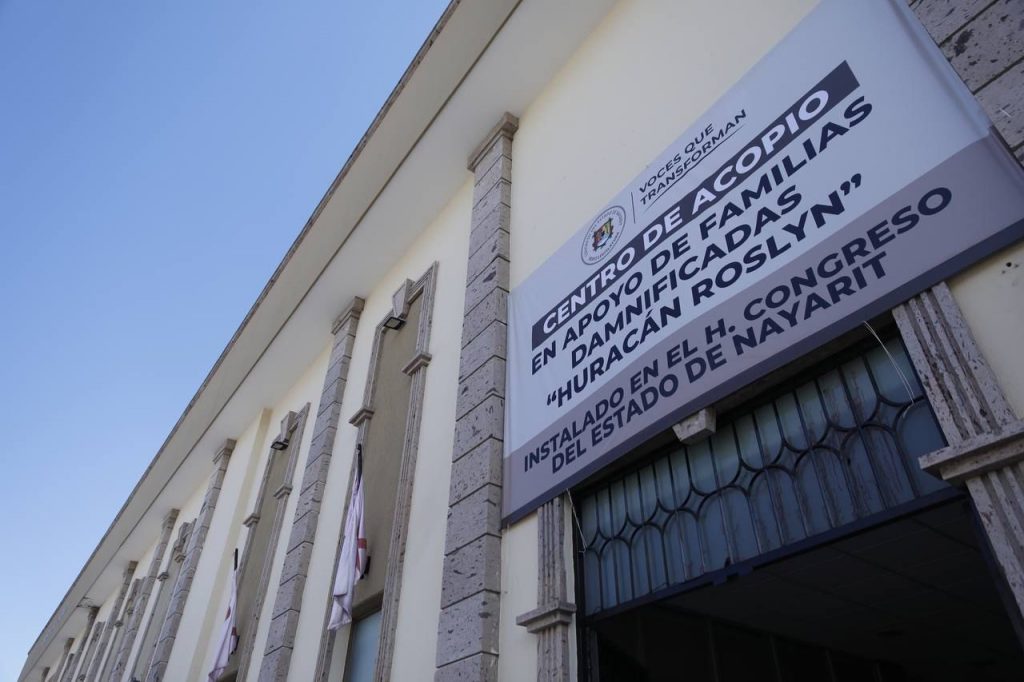 VOCES QUE
TRANSFORMAN
CENTRO DE ACOPIO
EN APOYO DE FAMILIAS
DAMNIFICADAS
“HURACÁN ROSLYN”
INSTALADO EN EL H. CONGRESO
DEL ESTADO DE NAYARIT